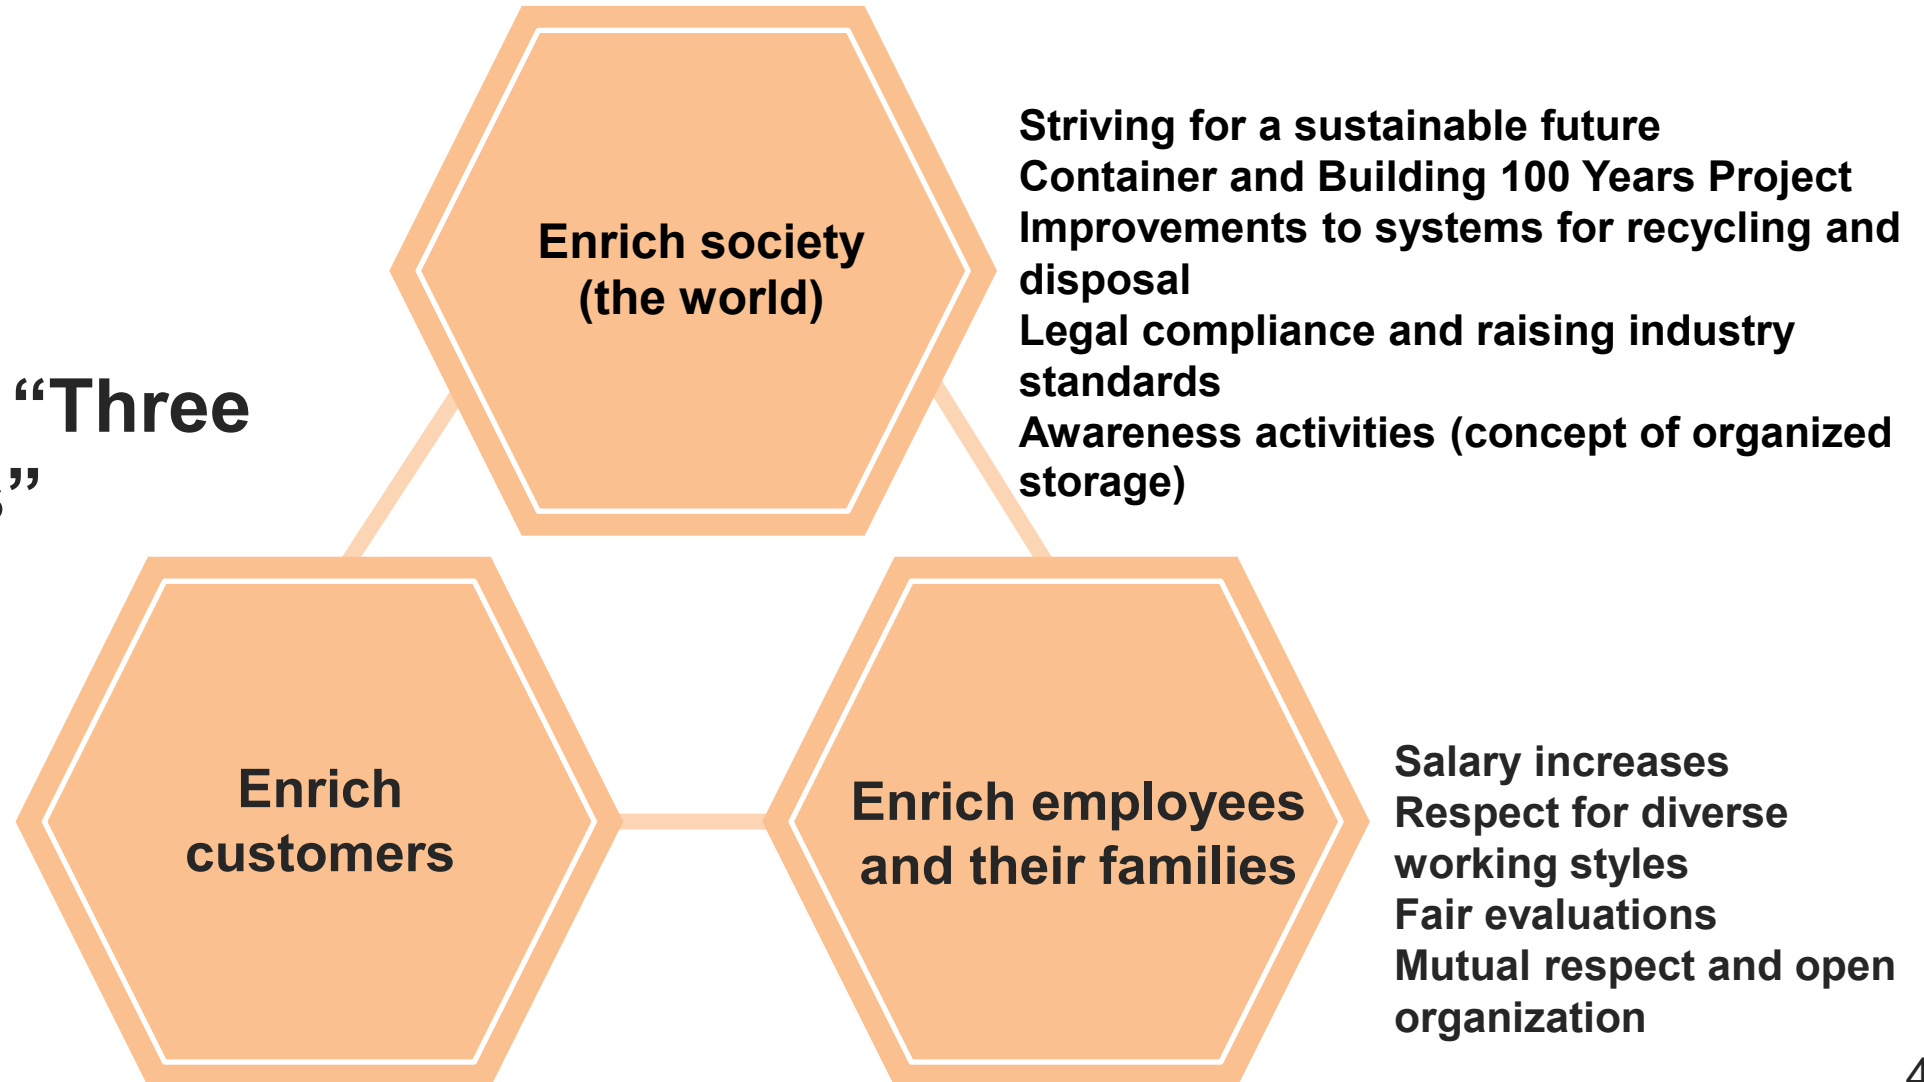 Enrich society
(the world)
Striving for a sustainable future
Container and Building 100 Years Project
Improvements to systems for recycling and
disposal
Legal compliance and raising industry
standards
Awareness activities (concept of organized
storage)
“Three
”
Enrich
customers
Enrich employees
and their families
Salary increases
Respect for diverse
working styles
Fair evaluations
Mutual respect and open
organization
4